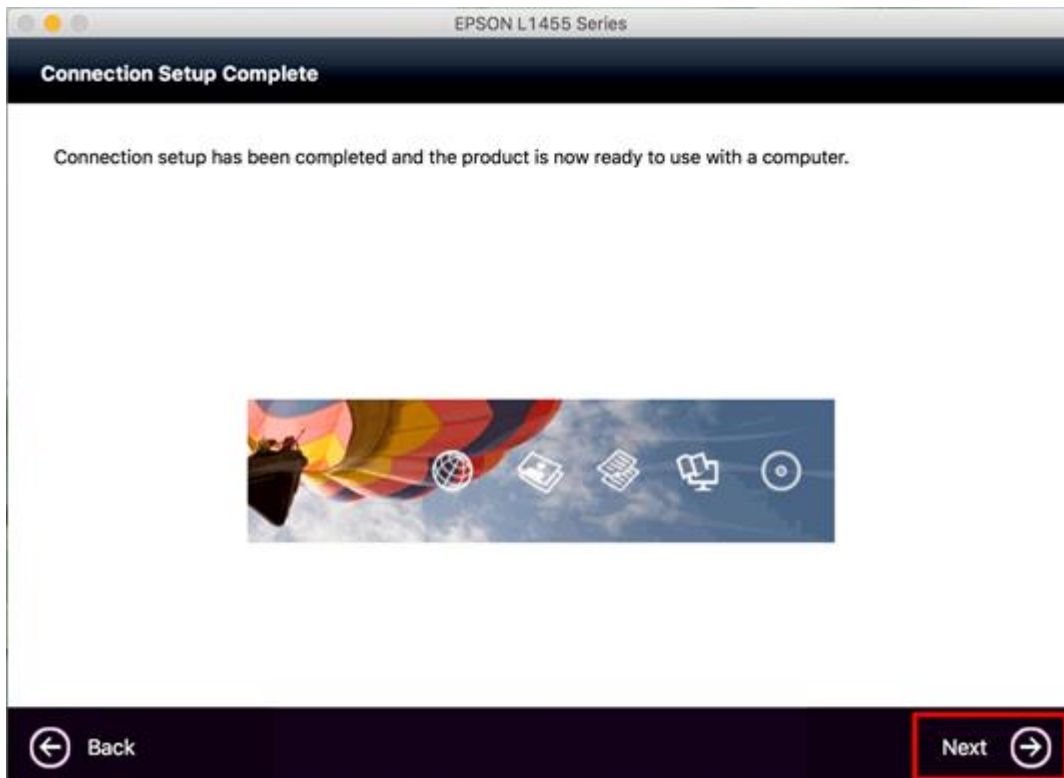 EPSON L1455 Series
Connection Setup Complete
Connection setup has been completed and the product is now ready to use with a computer.
Back
Next